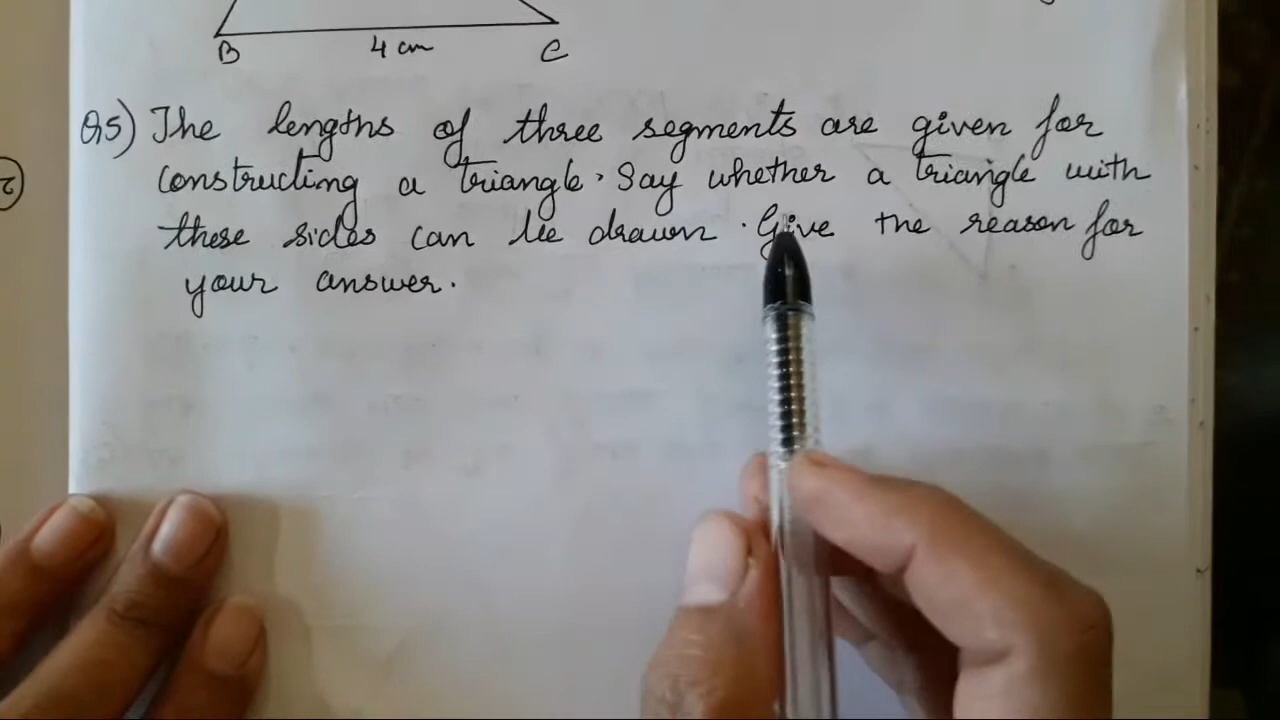 B 4 cm C
Q5) The lengths of three segments are given for
constructing a triangle. Say whether a triangle with
these sides can be drawn. Give the reason for
your answer.
2